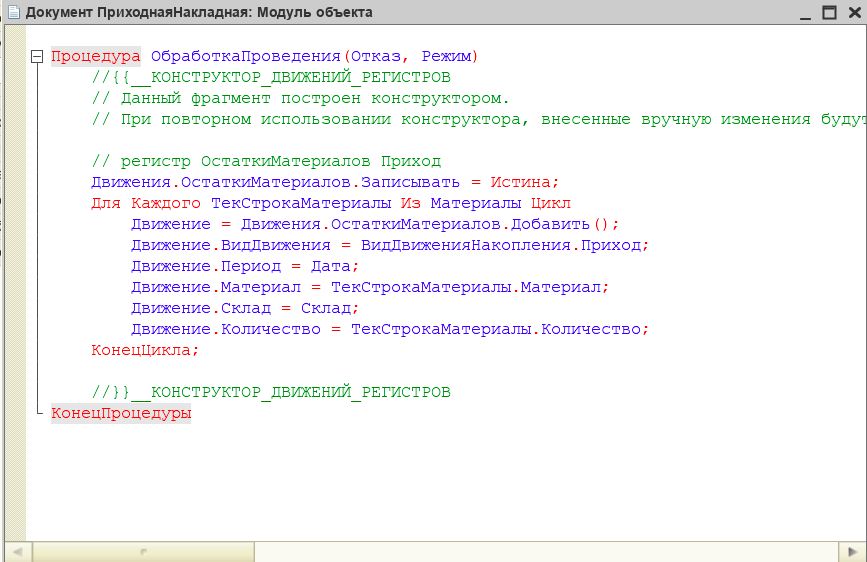 Документ ПриходнаяНакладная: Модуль объекта
Процедура ОбработкаПроведения(Отказ, Режим)
//{{__КОНСТРУКТОР_ДВИЖЕНИЙ_РЕГИСТРОВ
// Данный фрагмент построен конструктором.
// При повторном использовании конструктора, внесенные вручную изменения будут
// регистр ОстаткиМатериалов Приход
Движения.ОстаткиМатериалов.Записывать = Истина;
Для Каждого ТекСтрокаМатериалы Из Материалы Цикл
Движение = Движения.ОстаткиМатериалов.Добавить();
Движение.ВидДвижения = ВидДвиженияНакопления.Приход;
Движение.Период = Дата;
Движение.Материал = ТекСтрокаМатериалы.Материал;
Движение.Склад = Склад;
Движение.Количество = ТекСтрокаМатериалы.Количество;
КонецЦикла;
//}}__КОНСТРУКТОР_ДВИЖЕНИЙ_РЕГИСТРОВ
КонецПроцедуры